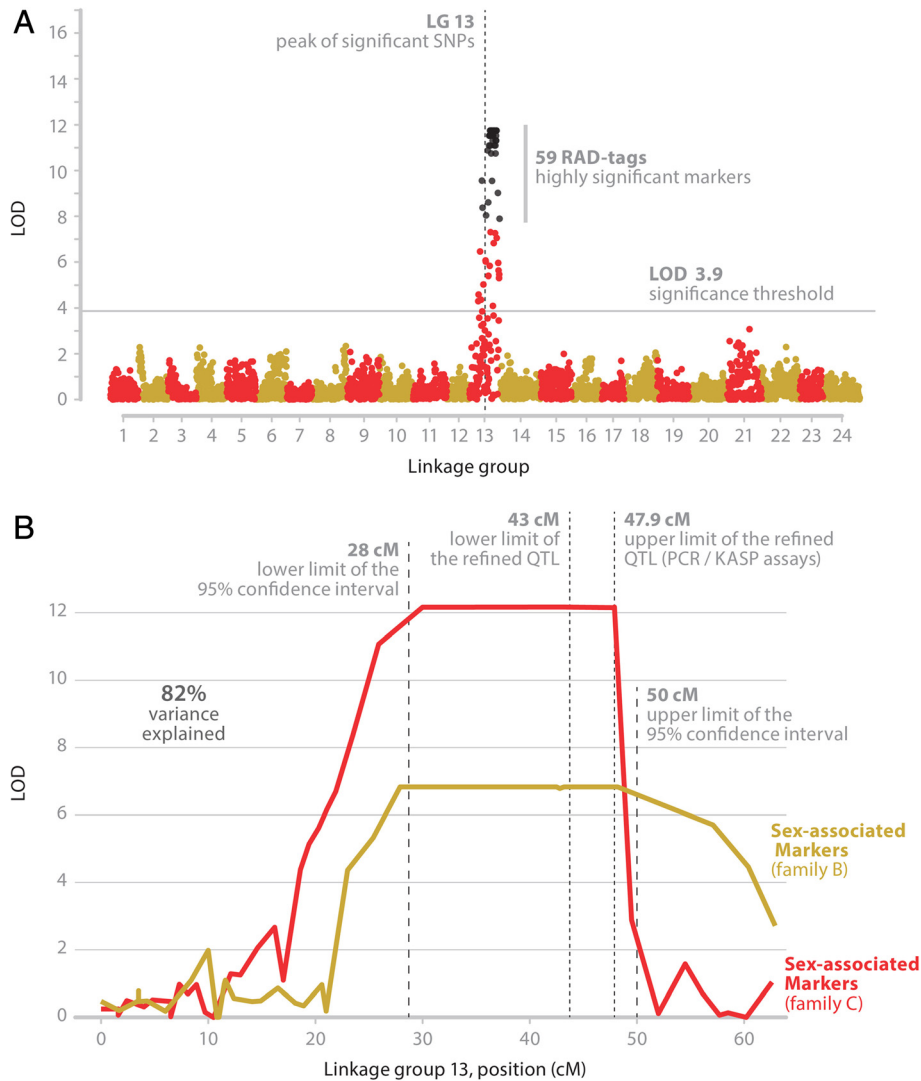 A
LG 13
peak of significant SNPs
16
14
12
10
8
6
4
2
0
LOD
59 RAD-tags
highly significant markers
LOD 3.9
significance threshold
1 2 3 4 5 6 7 8 9 10 11 12 13 14 15 16 17 18 19 20 21 22 23 24
Linkage group
B
28 cM
lower limit of the
95% confidence interval
43 cM
lower limit of
the refined QTL
47.9 cM
upper limit of the refined
QTL (PCR / KASP assays)
12
10
8
6
4
2
0
LOD
82%
variance
explained
50 cM
upper limit of the
95% confidence interval
Sex-associated
Markers
(family B)
Sex-associated
Markers
(family C)
0 10 20 30 40 50 60
Linkage group 13, position (cM)